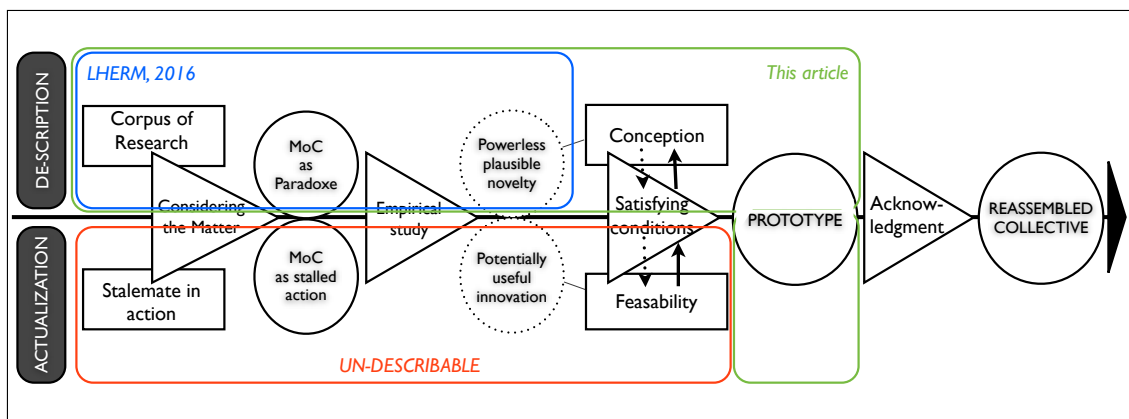 DE-SCRIPTION
LHERM, 2016
This article
Corpus of
Research
MoC
as
Paradoxe
Powerless
plausible
novelty
Conception
Considering
the Matter
Empirical
study
Satisfying
conditions
PROTOTYPE
Acknow-
ledgment
REASSEMBLED
COLLECTIVE
ACTUALIZATION
Stalemate in
action
MoC
as stalled
action
Potentially
useful
innovation
Feasability
UN-DESCRIBABLE